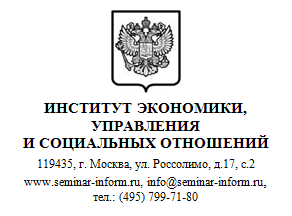 ИНСТИТУТ ЭКОНОМИКИ,
УПРАВЛЕНИЯ
И СОЦИАЛЬНЫХ ОТНОШЕНИЙ
119435, г. Москва, ул. Россолимо, д.17, с.2
www.seminar-inform.ru, info@seminar-inform.ru,
тел.: (495) 799-71-80